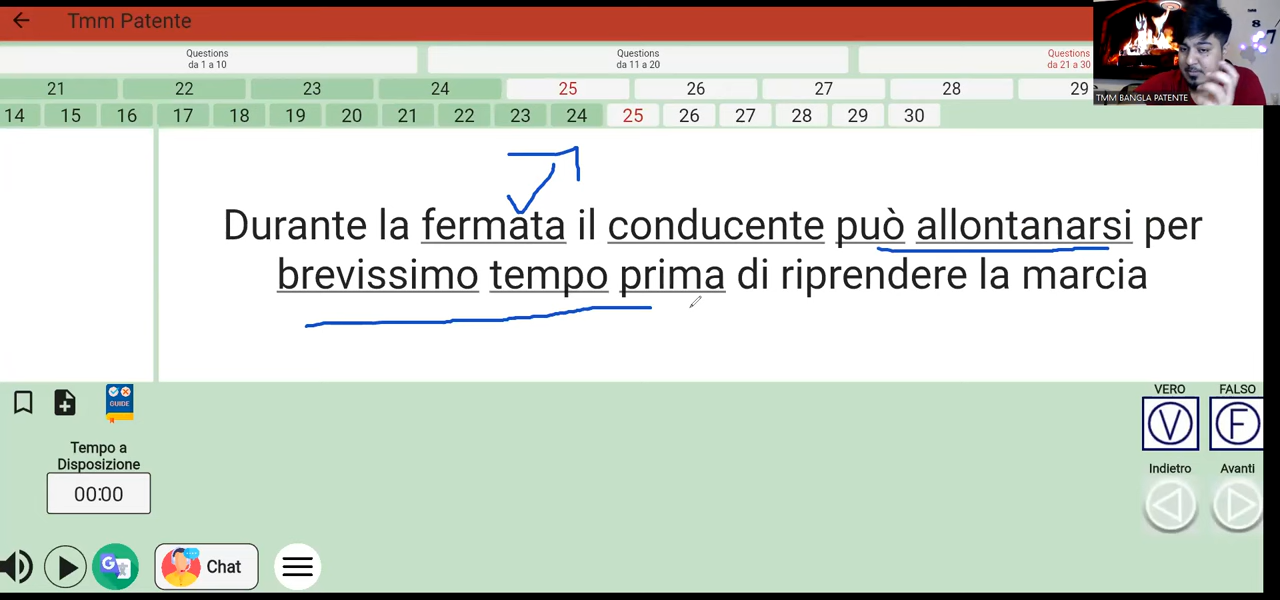 Tmm Patente
Questions
da 1 a 10
Questions
da 11 a 20
Questions
da 21 a 30
21 22 23 24 25 26 27 28 29
14 15 16 17 18 19 20 21 22 23 24 25 26 27 28 29 30
TMM BANGLA PATENTE
Durante la fermata il conducente può allontanarsi per
brevissimo tempo prima di riprendere la marcia
GUIDE
Tempo a
Disposizione
00:00
VERO FALSO
V F
Indietro Avanti
G
Chat